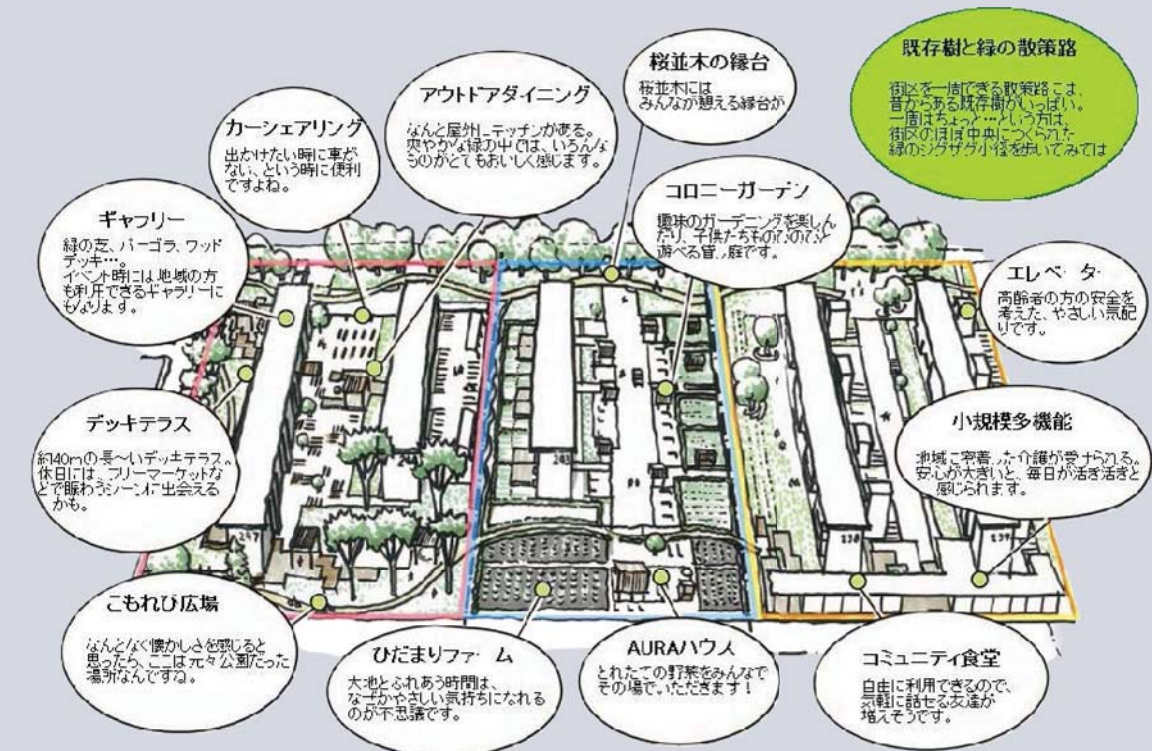 桜並木の縁台
桜並木には
みんなが憩える縁台が
既存樹と緑の散策路
街区を一周できる散策路には、
昔からある既存樹がいっぱい。
一周はちょっと…という方は、
街区のほぼ中央につくられた
緑のジグザグ小径を歩いてみては
アウトドアダイニング
なんと屋外キッチンがある。
爽やかな緑の中では、いろんな
ものがとてもおいしく感じます。
カーシェアリング
出かけたい時に車が
ない、という時に便利
ですよね。
コロニーガーデン
趣味のガーデニングを楽しん
だり、子供たちものびのびと
遊べる 庭です。
ギャラリー
緑の芝、パーゴラ、ウッド
デッキ…。
イベント時には地域の方
も利用できるギャラリーに
もなります。
エレベーター
高齢者の方の安全を
考えた、やさしい気配
りです。
デッキテラス
約40mの長〜いデッキテラス。
休日には、フリーマーケットな
どで賑わうシーンに出会える
かも。
小規模多機能
地域に密着した介護が受けられる。
安心が大きいと、毎日が活き活きと
感じられます。
247
248
243
238
239
こもれび広場
なんとなく懐かしさを感じると
思ったら、ここは元々公園だった
場所なんですね。
ひだまりファーム
大地とふれあう時間は、
なぜかやさしい気持ちになれる
のが不思議です。
AURAハウス
とれたての野菜をみんなで
その場でいただきます！
コミュニティ食堂
自由に利用できるので、
気軽に話せる友達が
増えそうです。